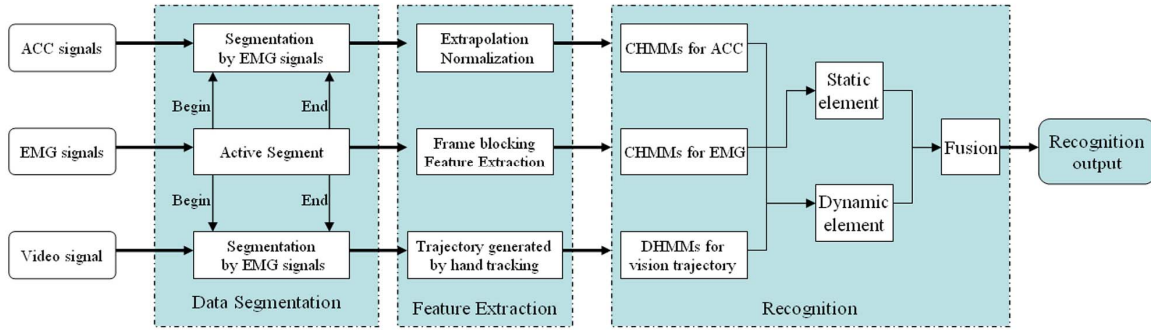 ACC signals
Segmentation
by EMG signals
Extrapolation
Normalization
CHMMs for ACC
Begin
End
Static
element
EMG signals
Active Segment
Frame blocking
Feature Extraction
CHMMs for EMG
Fusion
Recognition
output
Begin
End
Dynamic
element
Video signal
Segmentation
by EMG signals
Trajectory generated
by hand tracking
DHMMs for
vision trajectory
Data Segmentation
Feature Extraction
Recognition